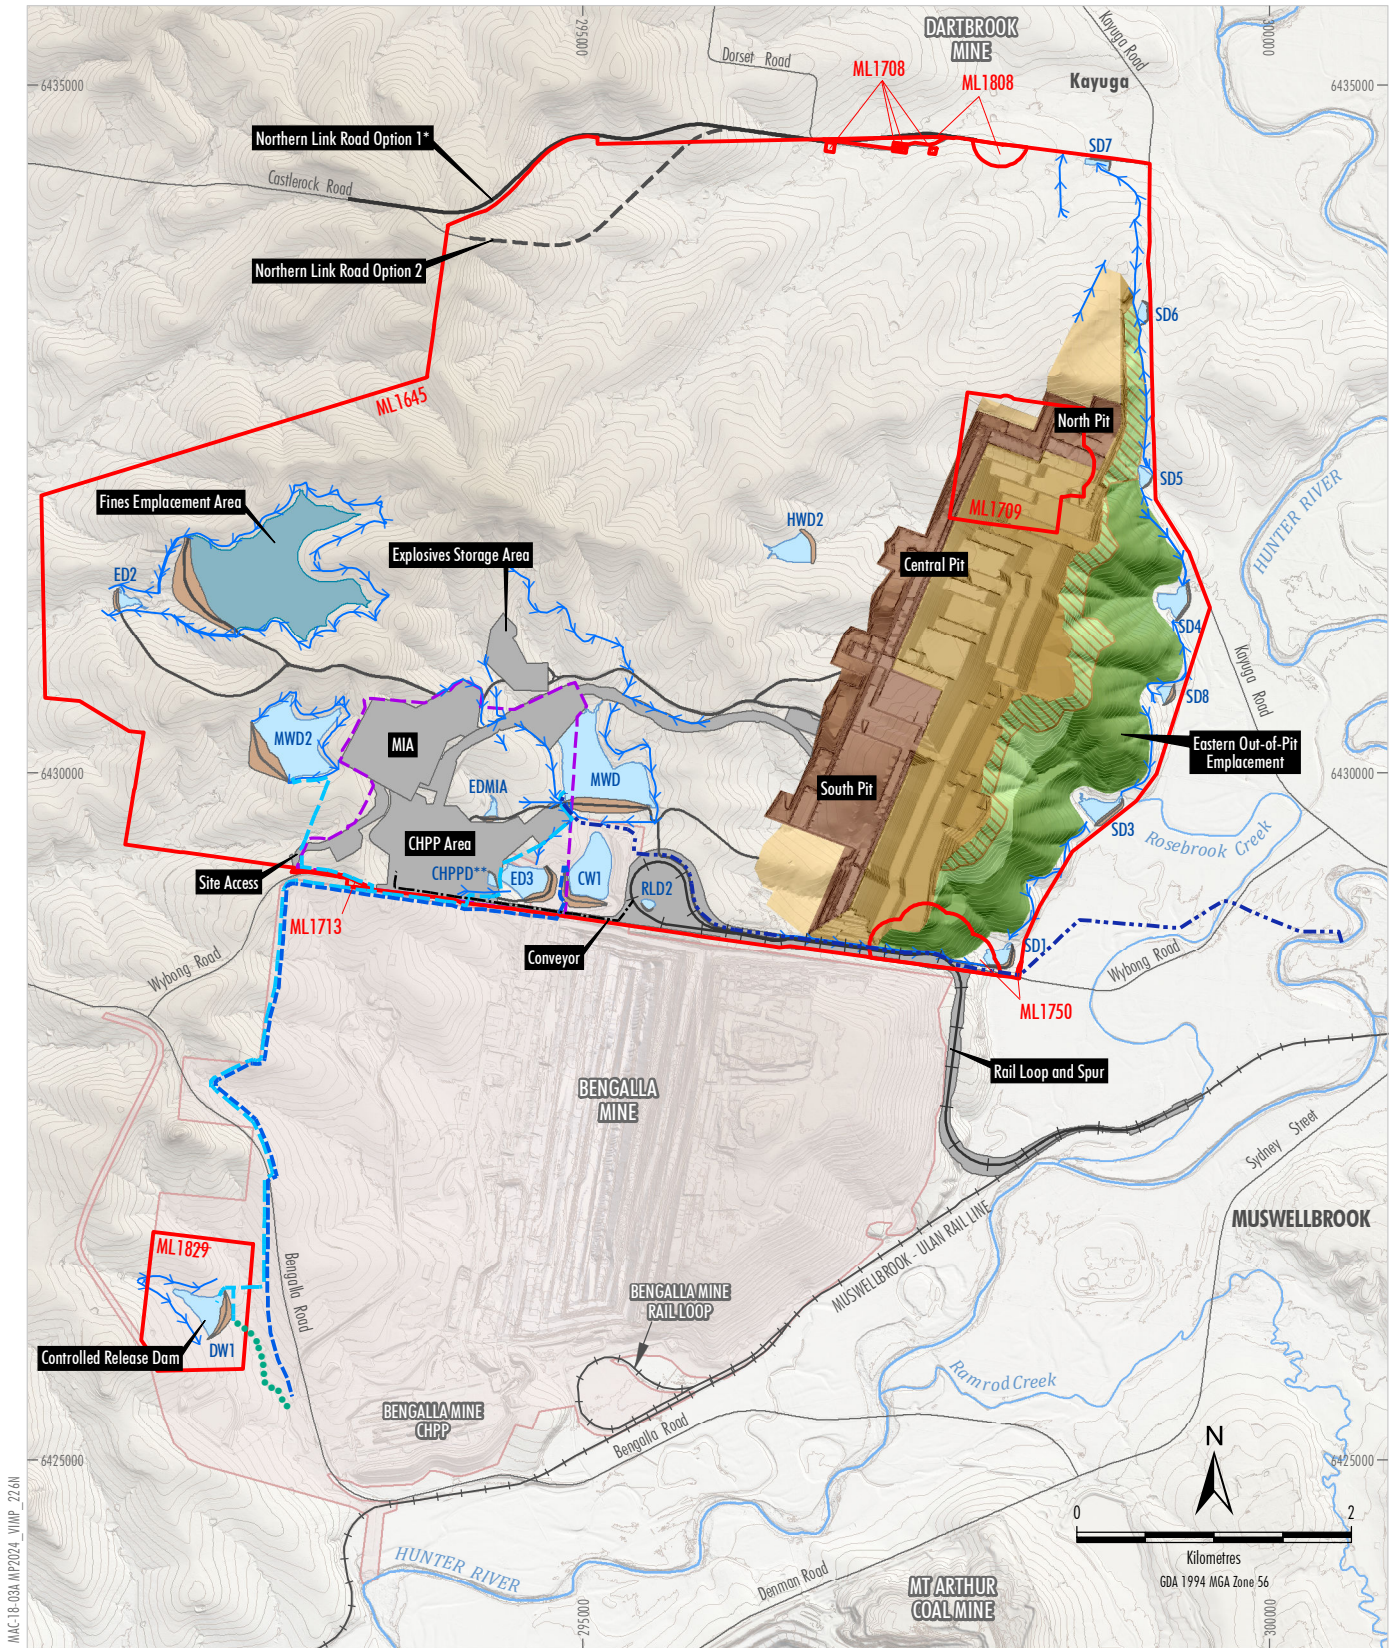 295000
300000
DARTBROOK
MINE
Kayuga Road
Dorset Road
ML1708
ML1808
Kayuga
6435000
6435000
Northern Link Road Option 1*
SD7
Castlerock Road
Northern Link Road Option 2
SD6
ML1645
North Pit
SD5
Fines Emplacement Area
ML1709
HWD2
HUNTER RIVER
Explosives Storage Area
Central Pit
ED2
SD4
Kayuga Road
SD8
MWD2
MIA
Eastern Out-of-Pit
Emplacement
6430000
6430000
EDMIA
MWD
South Pit
SD3
Rosebrook Creek
CHPP Area
CHPPD**
ED3
CW1
RLD2
Site Access
ML1713
Conveyor
SD1
Wybong Road
Wybong Road
ML1750
Rail Loop and Spur
BENGALLA
MINE
Sydney Street
MUSWELLBROOK
MUSWELLBROOK - ULAN RAIL LINE
ML1829
Bengalla Road
BENGALLA MINE
RAIL LOOP
DW1
Controlled Release Dam
Ramrod Creek
BENGALLA MINE
CHPP
Bengalla Road
N
6425000
6425000
0
2
Kilometres
GDA 1994 MGA Zone 56
HUNTER RIVER
Denman Road
MT ARTHUR
COAL MINE
295000
300000
MAC-18-03A MP2024_VIMP_226N